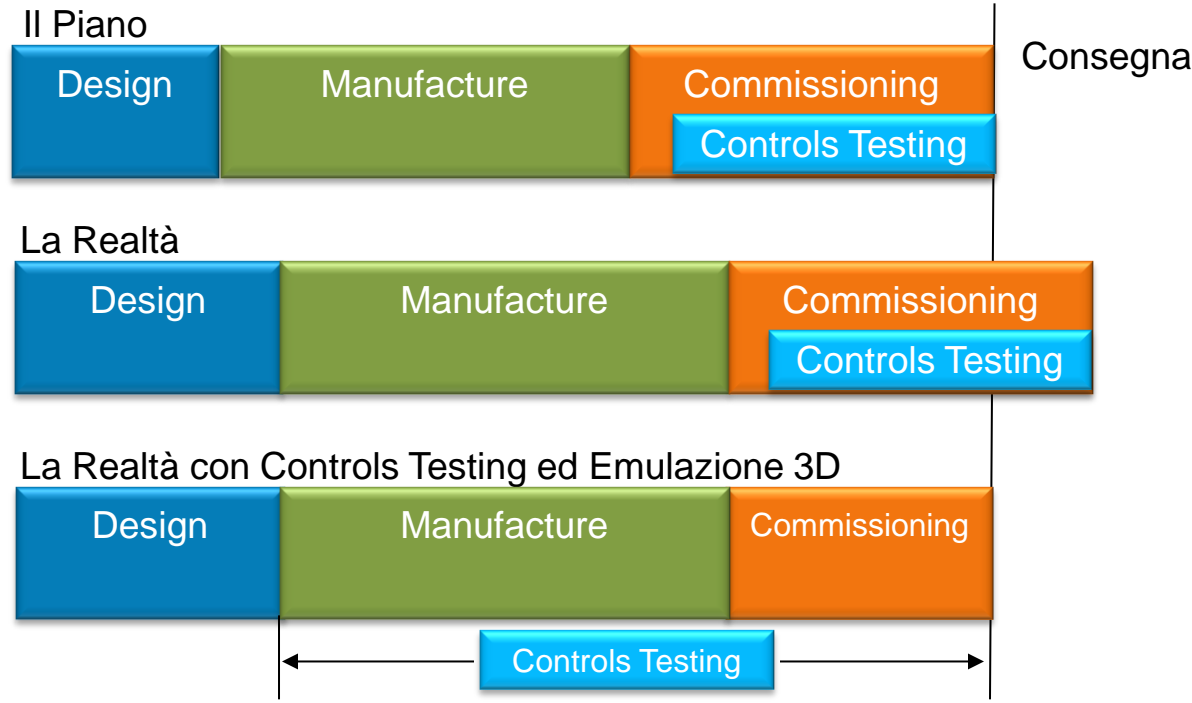 Il Piano
Consegna
Design
Manufacture
Commissioning
Controls Testing
La Realtà
Design
Manufacture
Commissioning
Controls Testing
La Realtà con Controls Testing ed Emulazione 3D
Design
Manufacture
Commissioning
Controls Testing